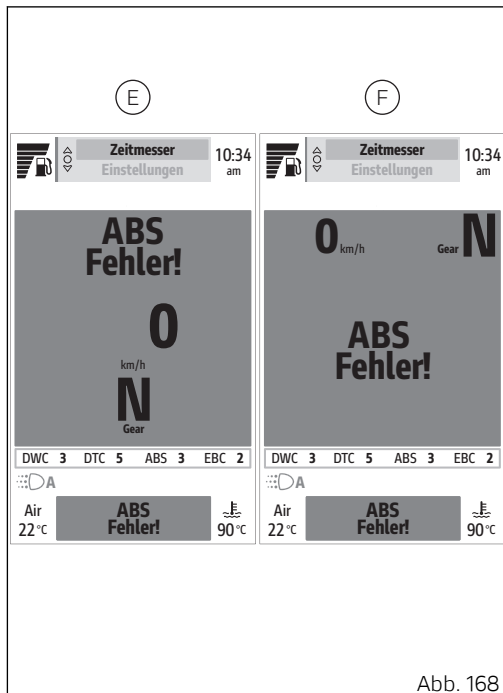 E
Zeitmesser
Einstellungen
10:34
am
ABS
Fehler!
0
km/h
N
Gear
DWC 3 DTC 5 ABS 3 EBC 2
A
Air
22 °C
ABS
Fehler!
90 °C
F
Zeitmesser
Einstellungen
10:34
am
0 km/h
Gear N
ABS
Fehler!
DWC 3 DTC 5 ABS 3 EBC 2
A
Air
22 °C
ABS
Fehler!
90 °C
Abb. 168